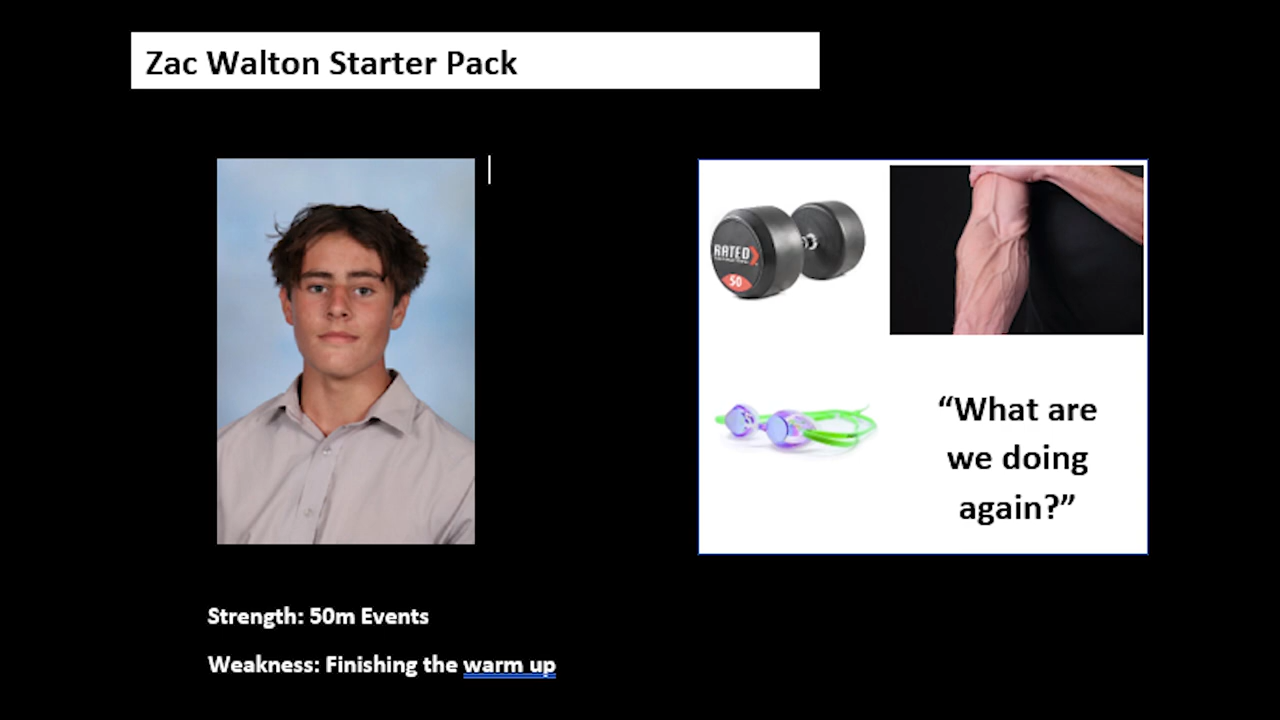 Zac Walton Starter Pack
RATED
50
“What are
we doing
again?”
Strength: 50m Events
Weakness: Finishing the warm up